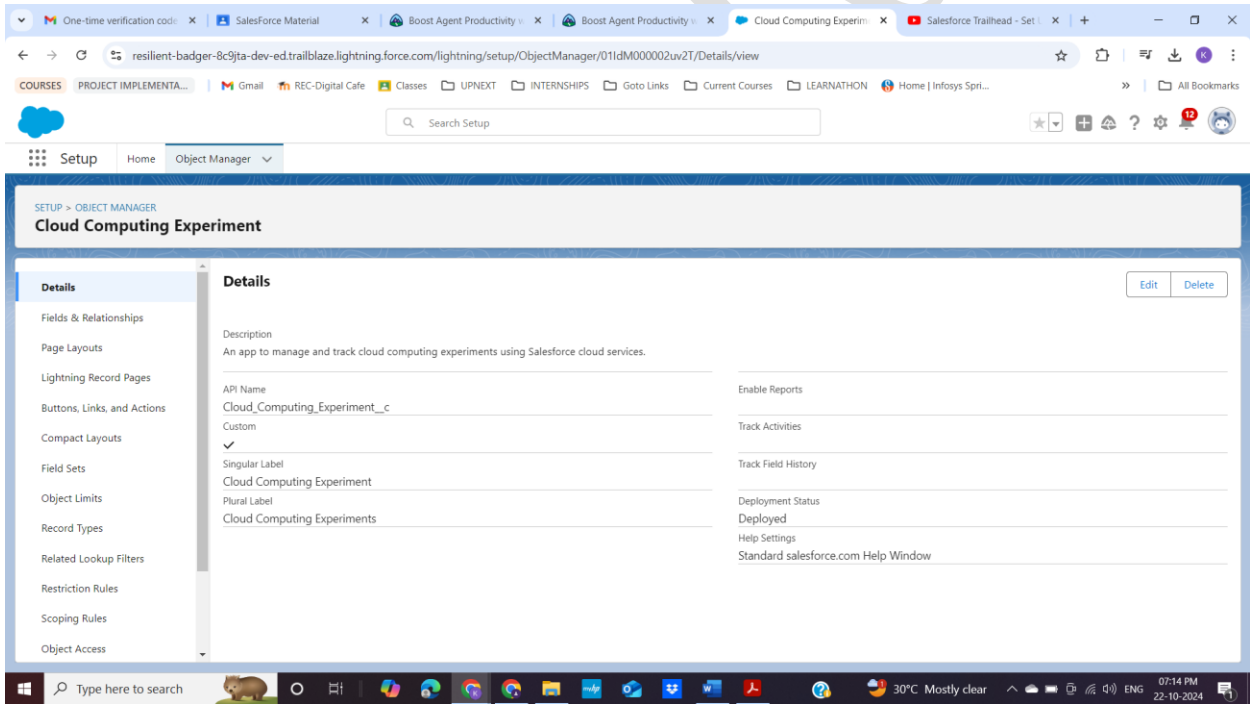 One-time verification code
SalesForce Material
Boost Agent Productivity
Boost Agent Productivity
Cloud Computing Experim
Salesforce Trailhead - Set
resilient-badger-8c9jta-dev-ed.trailblaze.lightning.force.com/lightning/setup/ObjectManager/01IdM000002uv2T/Details/view
K
COURSES PROJECT IMPLEMENTA... Gmail REC-Digital Cafe Classes UPNEXT INTERNSHIPS Goto Links Current Courses LEARNATHON Home | Infosys Spri... » All Bookmarks
Search Setup
12
Setup Home Object Manager
SETUP > OBJECT MANAGER
Cloud Computing Experiment
Details
Fields & Relationships
Page Layouts
Lightning Record Pages
Buttons, Links, and Actions
Compact Layouts
Field Sets
Object Limits
Record Types
Related Lookup Filters
Restriction Rules
Scoping Rules
Object Access
Details
Edit Delete
Description
An app to manage and track cloud computing experiments using Salesforce cloud services.
API Name
Cloud_Computing_Experiment__c
Custom
Singular Label
Cloud Computing Experiment
Plural Label
Cloud Computing Experiments
Enable Reports
Track Activities
Track Field History
Deployment Status
Deployed
Help Settings
Standard salesforce.com Help Window
Type here to search
30°C Mostly clear
ENG
07:14 PM
22-10-2024